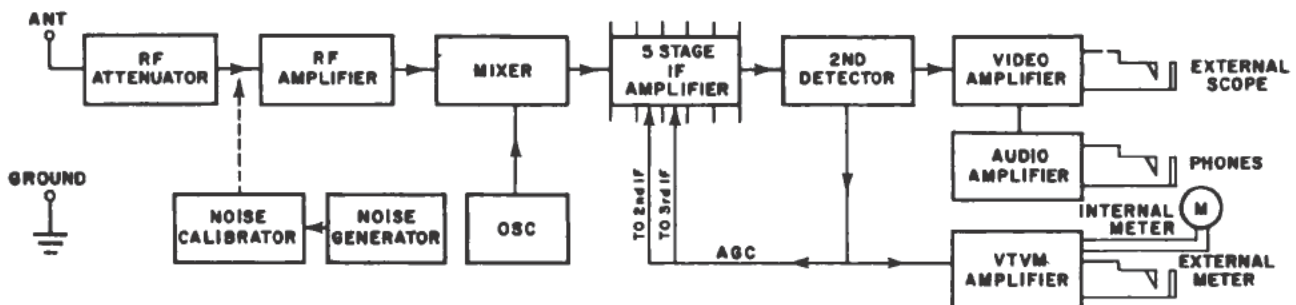 ANT
RF
ATTENUATOR
RF
AMPLIFIER
MIXER
5 STAGE
IF
AMPLIFIER
2ND
DETECTOR
VIDEO
AMPLIFIER
EXTERNAL
SCOPE
AUDIO
AMPLIFIER
PHONES
GROUND
NOISE
CALIBRATOR
NOISE
GENERATOR
OSC
TO 2nd IF
TO 3rd IF
AGC
INTERNAL
METER
M
VTVM
AMPLIFIER
EXTERNAL
METER